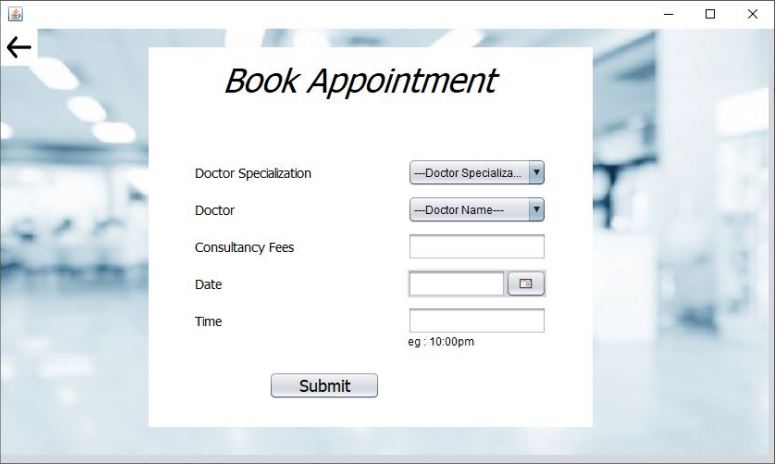 Book Appointment
Doctor Specialization
---Doctor Specializa...
Doctor
---Doctor Name---
Consultancy Fees
Date
Time
eg : 10:00pm
Submit